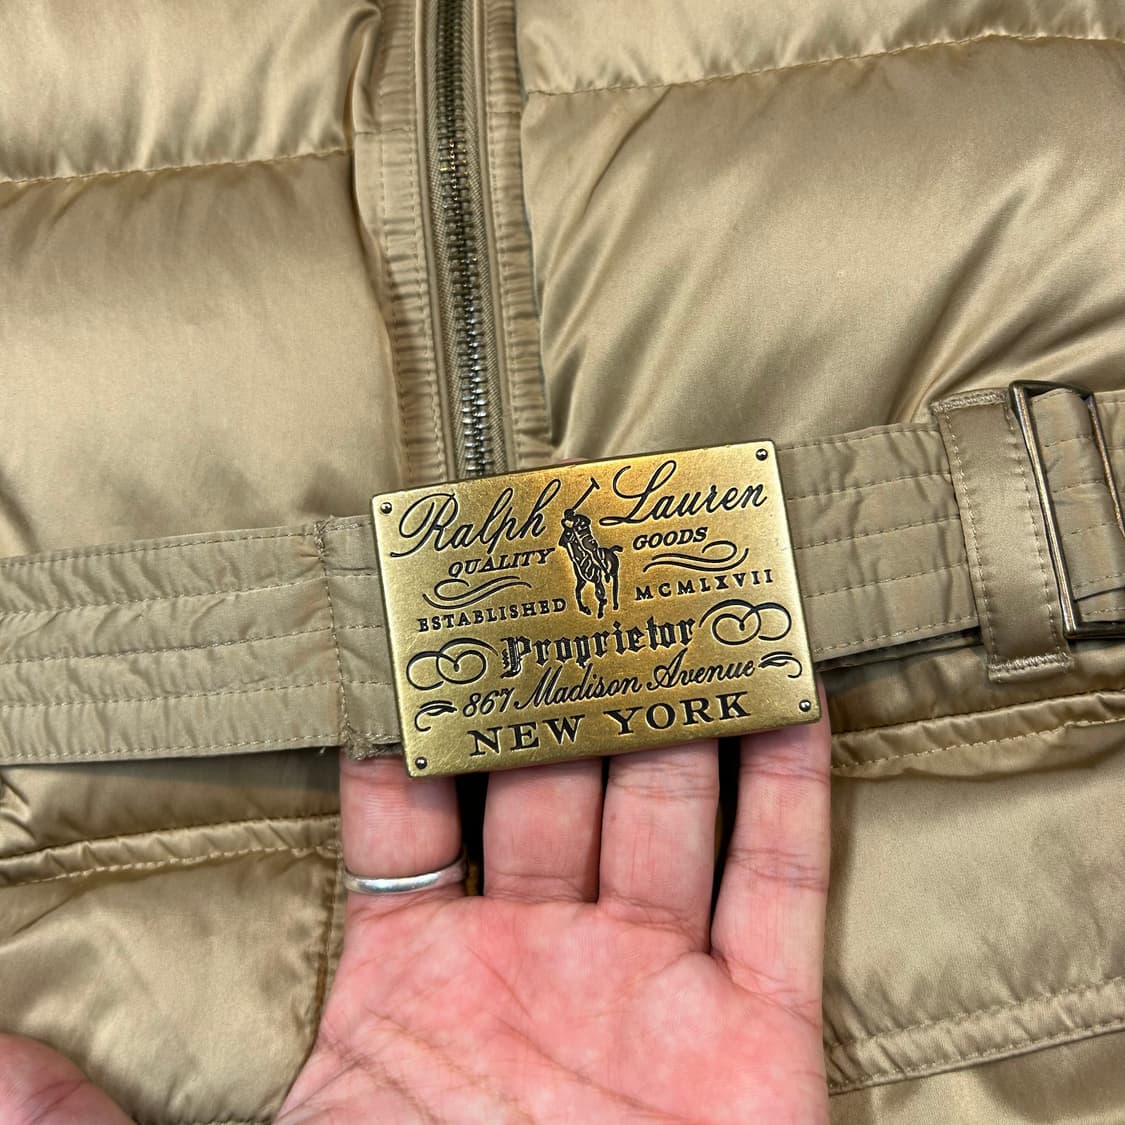 Ralph Lauren
QUALITY GOODS
ESTABLISHED MCMLXVII
Proprietor
867 Madison Avenue
NEW YORK